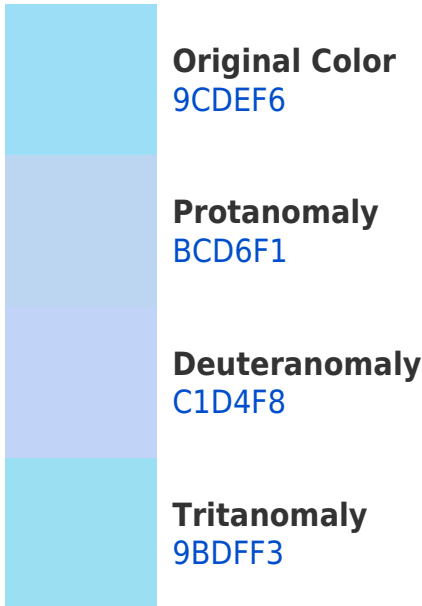 Original Color
9CDEF6
Protanomaly
BCD6F1
Deuteranomaly
C1D4F8
Tritanomaly
9BDFF3